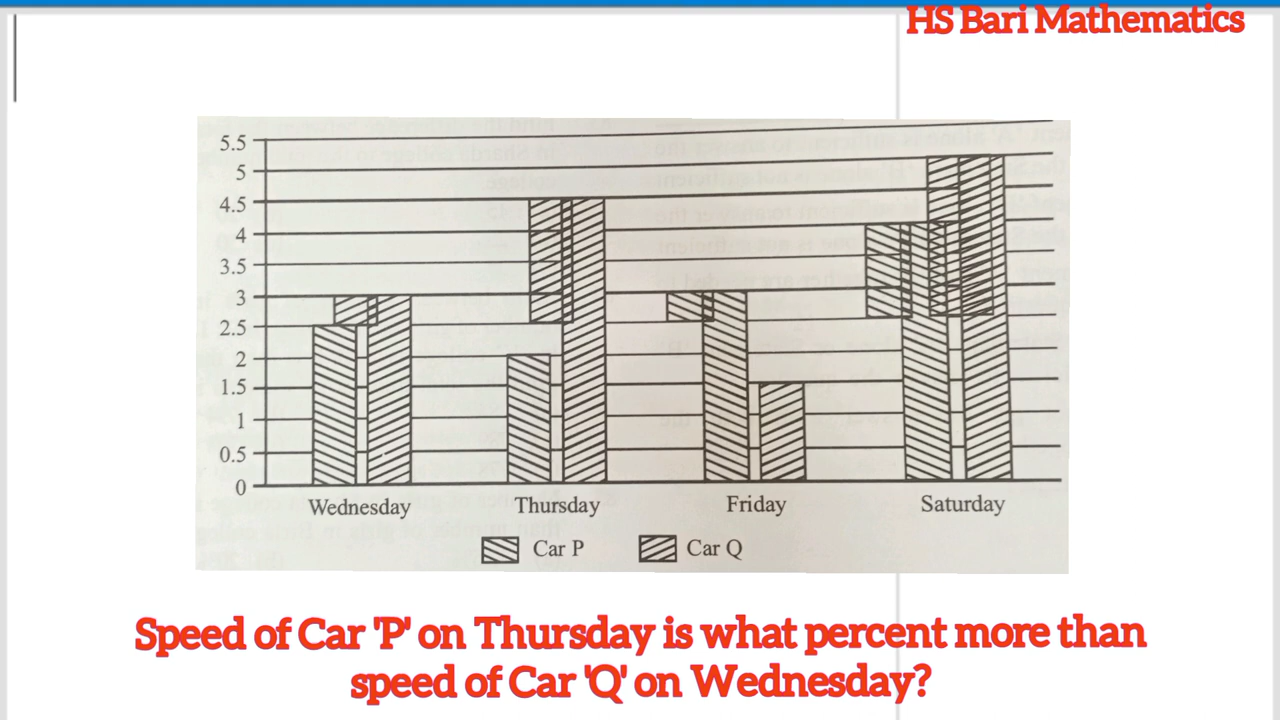 HS Bari Mathematics
5.5
5
4.5
4
3.5
3
2.5
2
1.5
1
0.5
0
Wednesday Thursday Friday Saturday
Car P Car Q
Speed of Car 'P' on Thursday is what percent more than
speed of Car 'Q' on Wednesday?